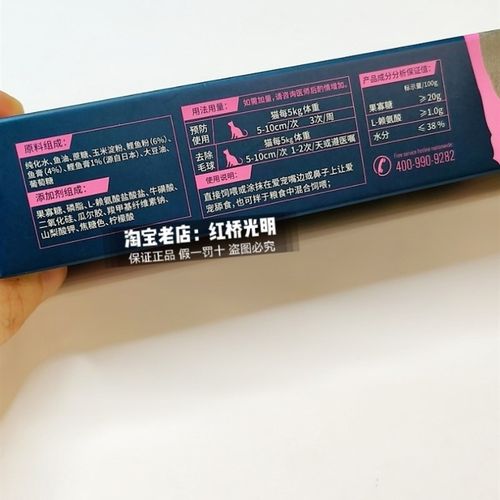 原料组成：
纯化水、鱼油、蔗糖、玉米淀粉、鲣鱼粉（6%）、
鱼膏（4%）、鲣鱼膏1%（源自日本）、大豆油、
葡萄糖
添加剂组成：
果寡糖、磷脂、L-赖氨酸盐酸盐、牛磺酸、
二氧化硅、瓜尔胶、羧甲基纤维素钠、
山梨酸钾、焦糖色、柠檬酸
用法用量：
如需加量，请咨询医师后酌情增加。
预防
使用
猫每5kg体重
5-10cm/次 3次/周
去除
毛球
猫每5kg体重
5-10cm/次 1-2次/天或遵医嘱
使用说明：
直接饲喂或涂抹在爱宠嘴边或鼻子上让爱
宠舔食，也可拌于粮食中混合饲喂；
产品成分分析保证值：
标示量/100g
果寡糖 ≥20g
L-赖氨酸 ≥1.0g
水分 ≤38%
Free service hotline nationwide:
400-990-9282
淘宝老店：红桥光明
保证正品 假一罚十 盗图必究